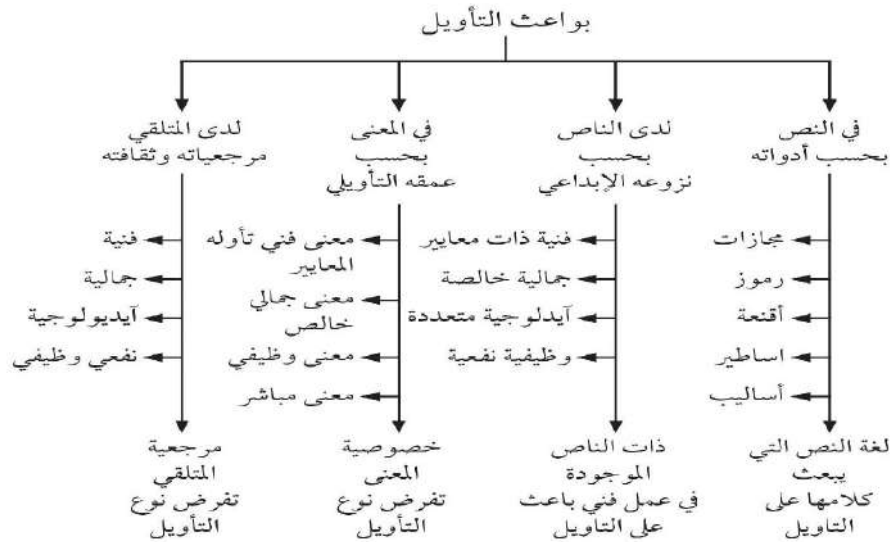 بواعث التأويل
في النص
بحسب أدواته
مجازات
رموز
أقنعة
اساطير
أساليب
لغة النص التي
يبعث
كلامها على
التاويل
لدى الناص
بحسب
نزوعه الإبداعي
فنية ذات معايير
جمالية خالصة
آيدلوجية متعددة
وظيفية نفعية
ذات الناص
الموجودة
في عمل فني باعث
على التاويل
في المعنى
بحسب
عمقه التأويلي
معنى فني تأوله
المعايير
معنى جمالي
خالص
معنى وظيفي
معنى مباشر
خصوصية
المعنى
تفرض نوع
التأويل
لدى المتلقي
مرجعياته وثقافته
فنية
جمالية
آيديولوجية
نفعي وظيفي
مرجعية
المتلقي
تفرض نوع
التأويل